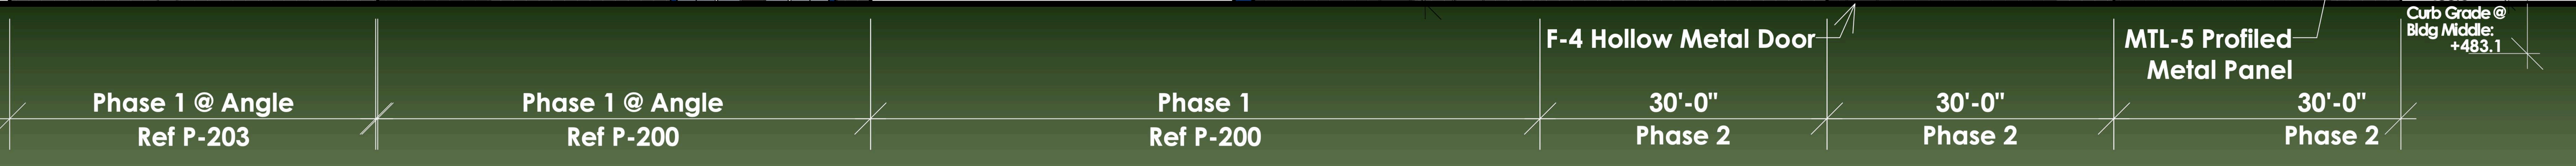 Curb Grade @
Bldg Middle:
+483.1
F-4 Hollow Metal Door
MTL-5 Profiled
Metal Panel
Phase 1 @ Angle
Ref P-203
Phase 1 @ Angle
Ref P-200
Phase 1
Ref P-200
30'-0"
Phase 2
30'-0"
Phase 2
30'-0"
Phase 2